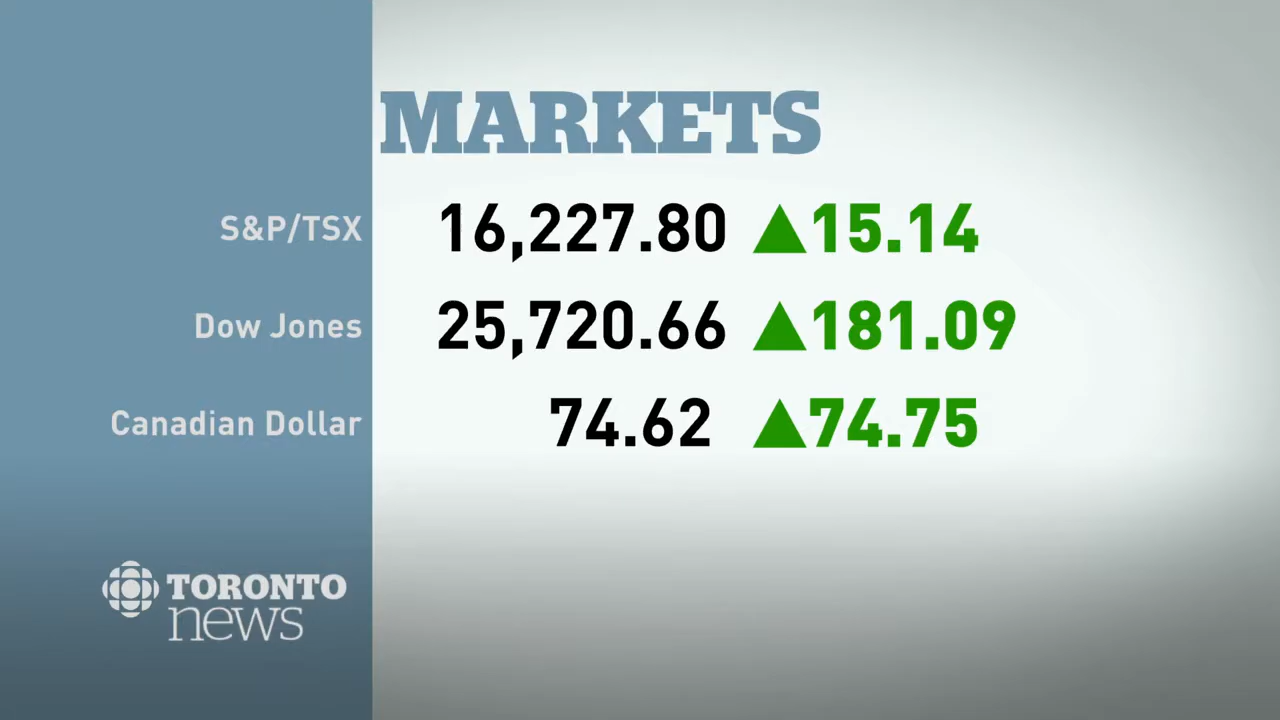 MARKETS
S&P/TSX 16,227.80 ▲15.14
Dow Jones 25,720.66 ▲181.09
Canadian Dollar 74.62 ▲74.75
TORONTO
news